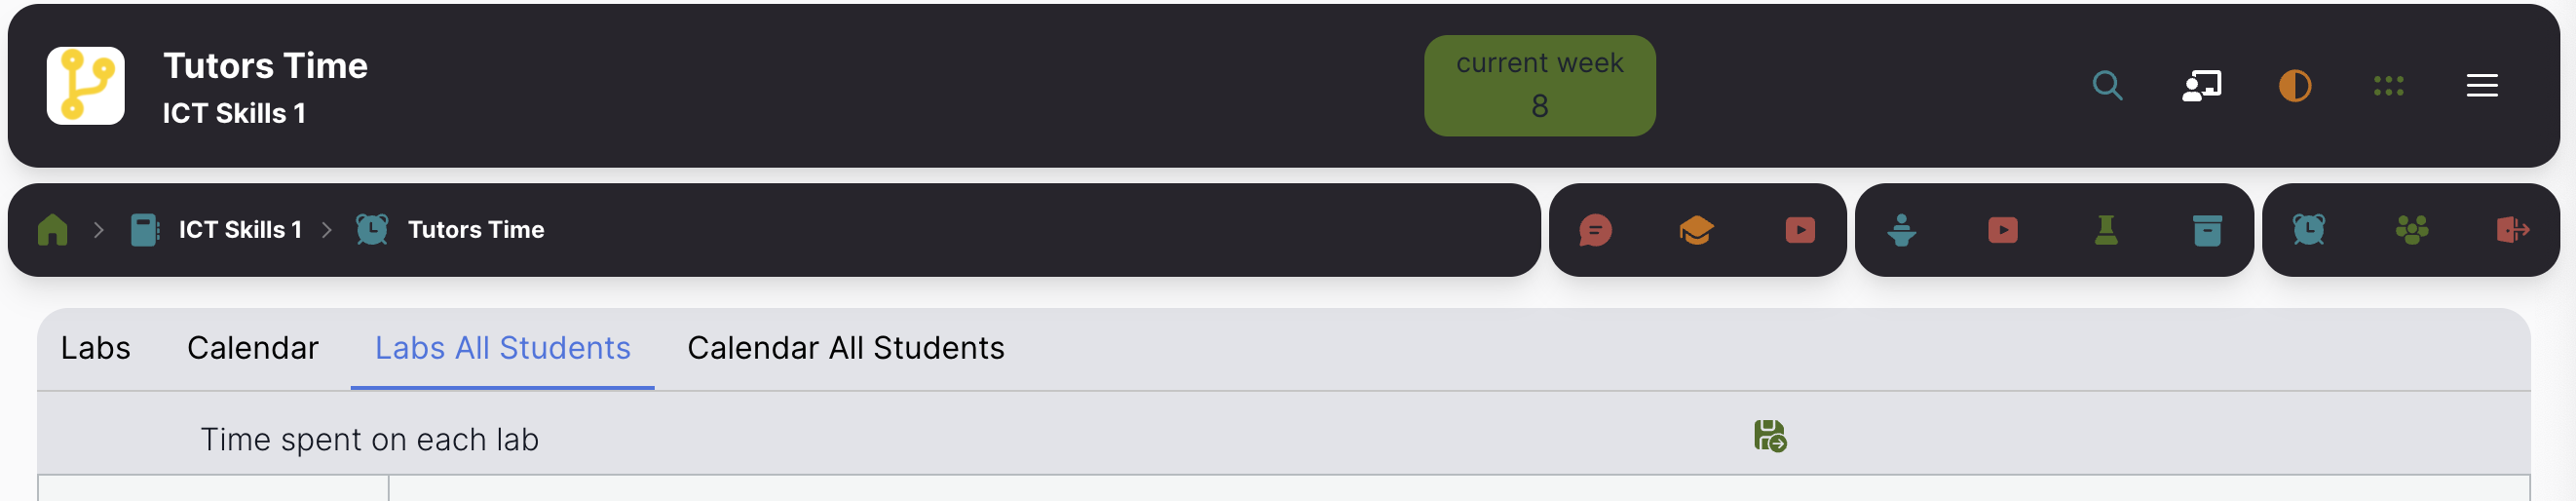 Tutors Time
ICT Skills 1
current week
8
ICT Skills 1
Tutors Time
Labs
Calendar
Labs All Students
Calendar All Students
Time spent on each lab